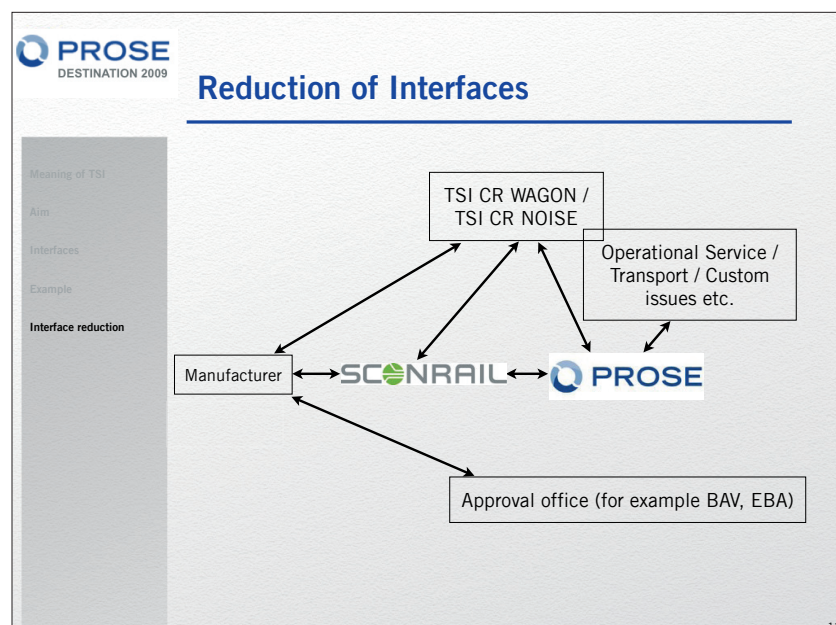 PROSE
DESTINATION 2009
Reduction of Interfaces
Meaning of TSI
Aim
Interfaces
Example
Interface reduction
TSI CR WAGON /
TSI CR NOISE
Operational Service /
Transport / Custom
issues etc.
Manufacturer
SCONRAIL
PROSE
Approval office (for example BAV, EBA)